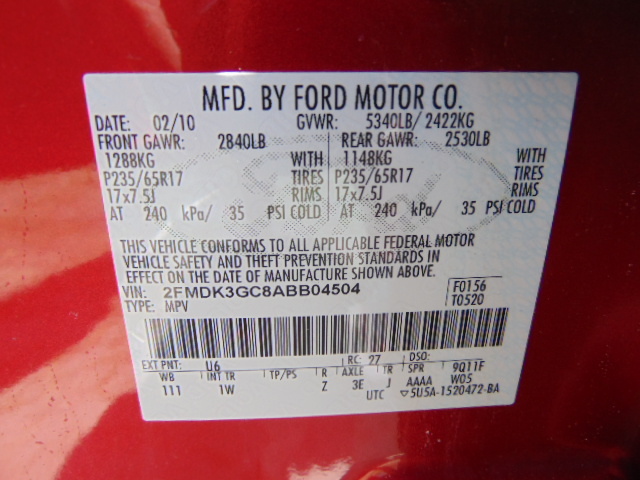 MFD. BY FORD MOTOR CO.
DATE: 02/10 GVWR: 5340LB/ 2422KG
FRONT GAWR: 2840LB REAR GAWR: 2530LB
1288KG WITH 1148KG WITH
P235/65R17 TIRES P235/65R17 TIRES
17x7.5J RIMS 17x7.5J RIMS
AT 240 kPa/ 35 PSI COLD AT 240 kPa/ 35 PSI COLD
THIS VEHICLE CONFORMS TO ALL APPLICABLE FEDERAL MOTOR
VEHICLE SAFETY AND THEFT PREVENTION STANDARDS IN
EFFECT ON THE DATE OF MANUFACTURE SHOWN ABOVE.
VIN: 2FMDK3GC8ABB04504 F0156
TYPE: MPV T0520
EXT PNT: U6 RC: 27 DSO:
WB INT TR TP/PS R AXLE TR SPR 9Q11F
111 1W Z 3E J AAAA W05
UTC ▽5U5A-1520472-BA